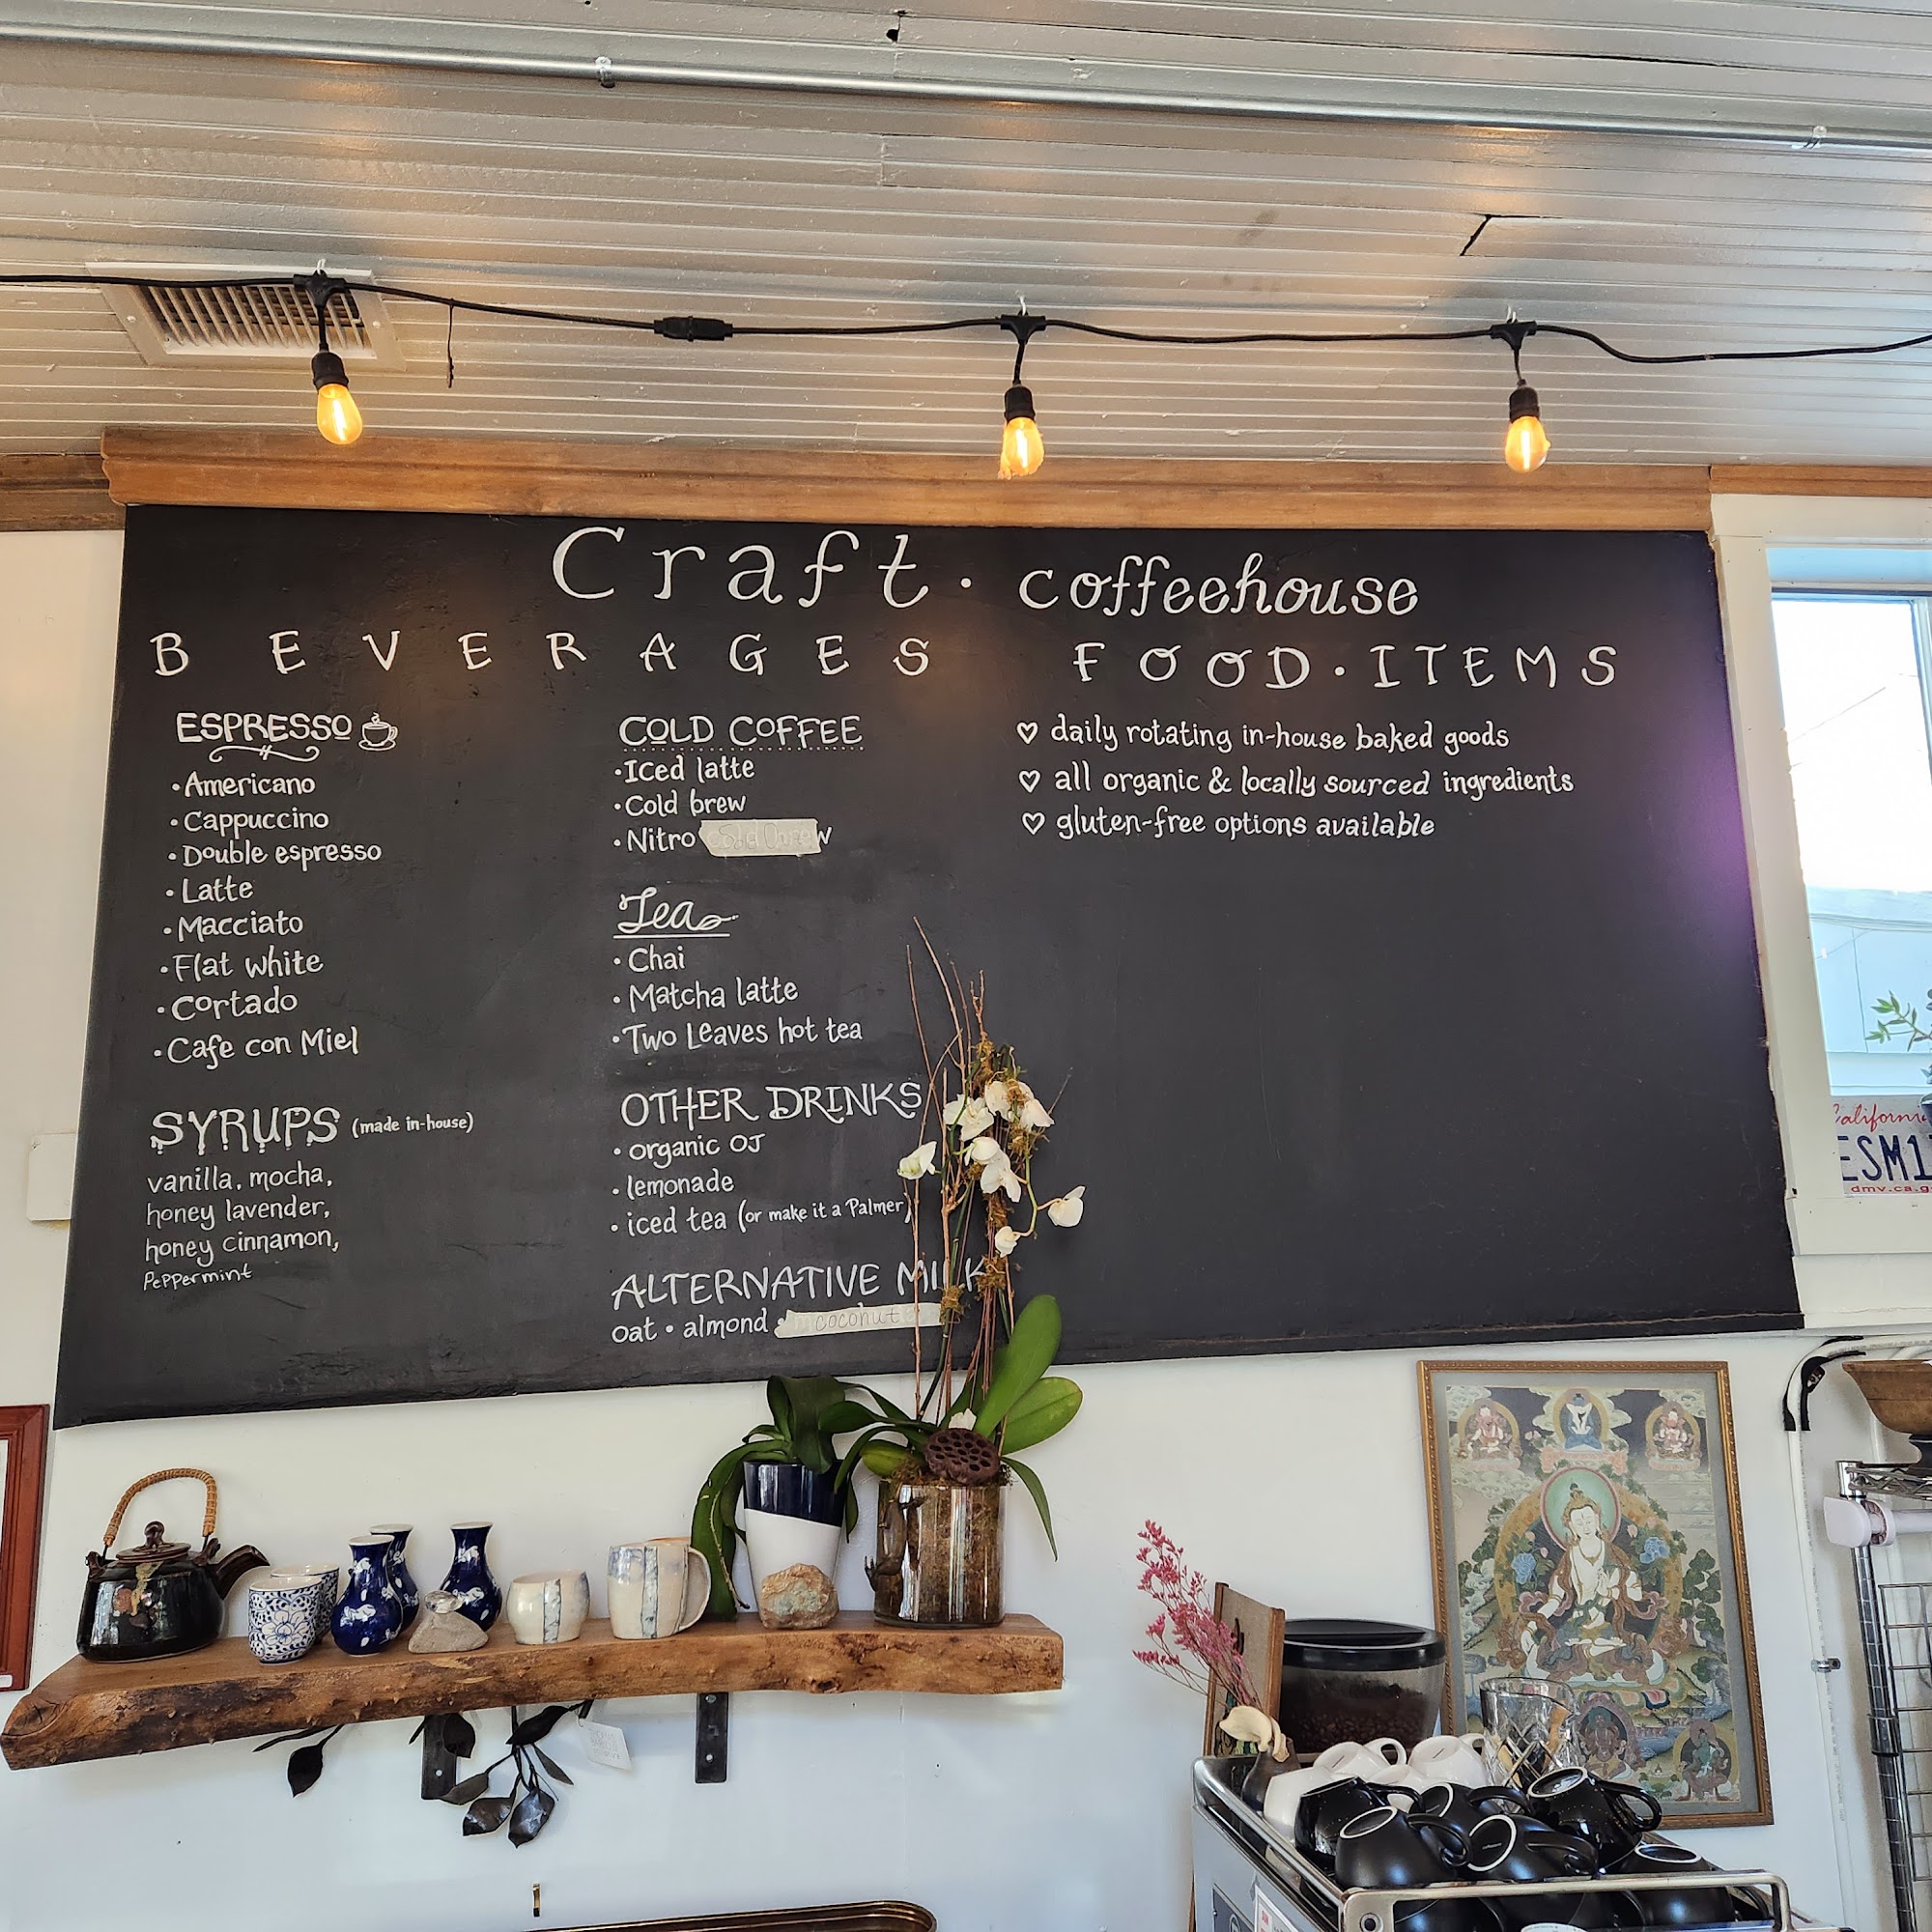 Craft · coffeehouse
BEVERAGES
ESPRESSO
· Americano
· Cappuccino
· Double espresso
· Latte
· Macciato
· Flat white
· Cortado
· Cafe con Miel
SYRUPS (made in-house)
vanilla, mocha,
honey lavender,
honey cinnamon,
Peppermint
COLD COFFEE
· Iced latte
· Cold brew
· Nitro
Tea
· Chai
· Matcha latte
· Two Leaves hot tea
OTHER DRINKS
· organic OJ
· lemonade
· iced tea (or make it a Palmer)
ALTERNATIVE MILK
oat · almond · coconut
FOOD · ITEMS
♡ daily rotating in-house baked goods
♡ all organic & locally sourced ingredients
♡ gluten-free options available
California
ESM1
dmv.ca.g